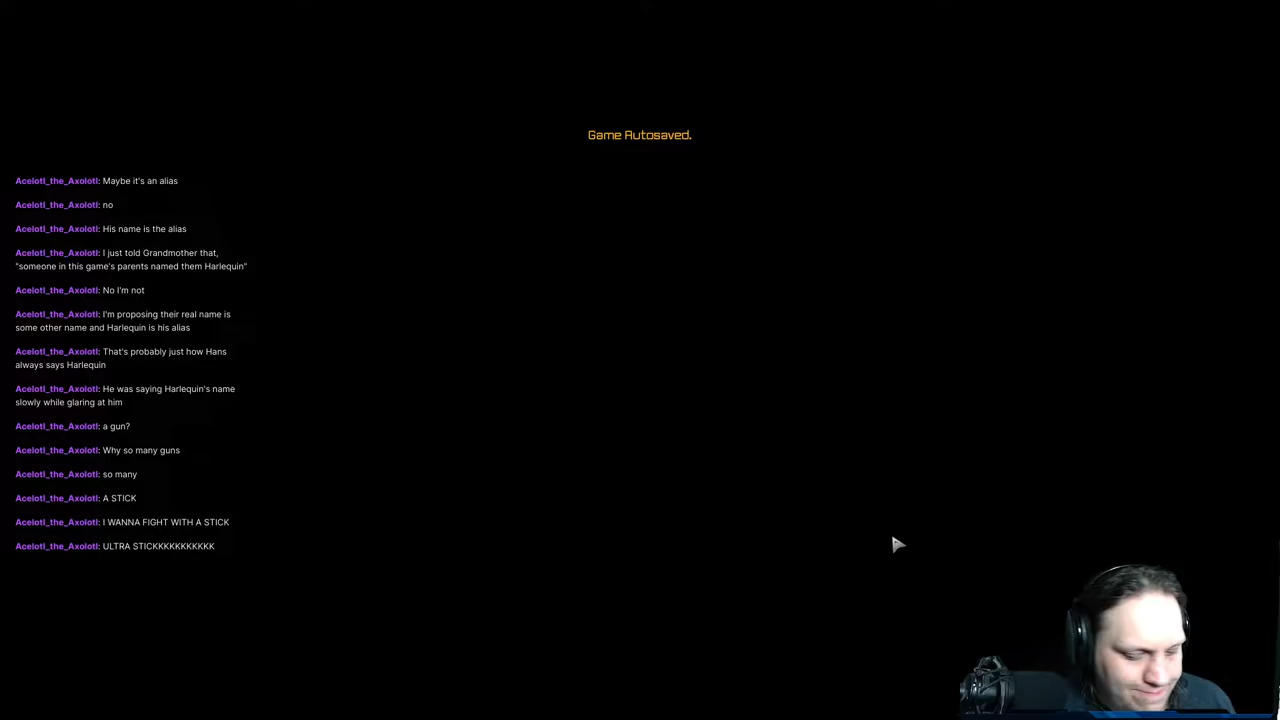 Game Autosaved.
Acelotl_the_Axolotl: Maybe it's an alias
Acelotl_the_Axolotl: no
Acelotl_the_Axolotl: His name is the alias
Acelotl_the_Axolotl: I just told Grandmother that,
"someone in this game's parents named them Harlequin"
Acelotl_the_Axolotl: No I'm not
Acelotl_the_Axolotl: I'm proposing their real name is
some other name and Harlequin is his alias
Acelotl_the_Axolotl: That's probably just how Hans
always says Harlequin
Acelotl_the_Axolotl: He was saying Harlequin's name
slowly while glaring at him
Acelotl_the_Axolotl: a gun?
Acelotl_the_Axolotl: Why so many guns
Acelotl_the_Axolotl: so many
Acelotl_the_Axolotl: A STICK
Acelotl_the_Axolotl: I WANNA FIGHT WITH A STICK
Acelotl_the_Axolotl: ULTRA STICKKKKKKKKKKK